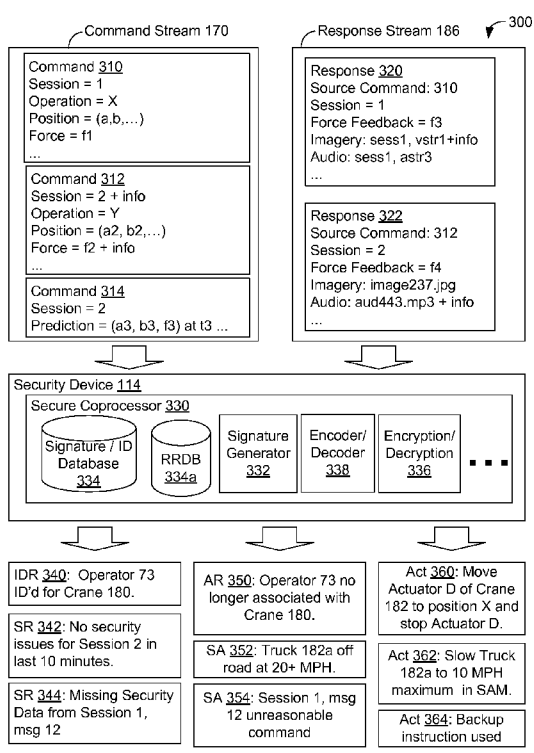 Command Stream 170
Response Stream 186
300
Command 310
Session = 1
Operation = X
Position = (a,b,…)
Force = f1
...
Command 312
Session = 2 + info
Operation = Y
Position = (a2, b2,…)
Force = f2 + info
...
Command 314
Session = 2
Prediction = (a3, b3, f3) at t3 ...
Response 320
Source Command: 310
Session = 1
Force Feedback = f3
Imagery: sess1, vstr1+info
Audio: sess1, astr3
...
Response 322
Source Command: 312
Session = 2
Force Feedback = f4
Imagery: image237.jpg
Audio: aud443.mp3 + info
...
Security Device 114
Secure Coprocessor 330
Signature / ID
Database
334
RRDB
334a
Signature
Generator
332
Encoder/
Decoder
338
Encryption/
Decryption
336
...
IDR 340: Operator 73
ID'd for Crane 180.
SR 342: No security
issues for Session 2 in
last 10 minutes.
SR 344: Missing Security
Data from Session 1,
msg 12
AR 350: Operator 73 no
longer associated with
Crane 180.
SA 352: Truck 182a off
road at 20+ MPH.
SA 354: Session 1, msg
12 unreasonable
command
Act 360: Move
Actuator D of Crane
182 to position X and
stop Actuator D.
Act 362: Slow Truck
182a to 10 MPH
maximum in SAM.
Act 364: Backup
instruction used